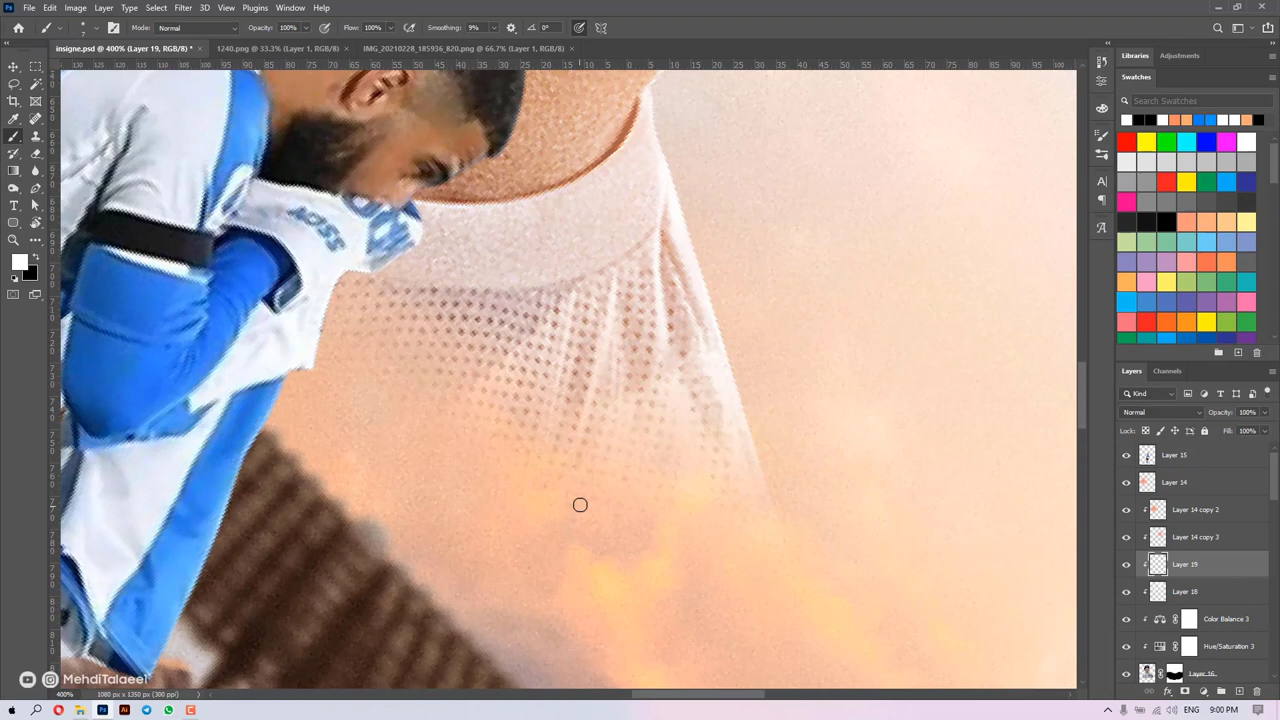 File Edit Image Layer Type Select Filter 3D View Plugins Window Help
Mode: Normal Opacity: 100% Flow: 100% Smoothing: 9% 0°
insigne.psd @ 400% (Layer 19, RGB/8) * × 1240.png @ 33.3% (Layer 1, RGB/8) × IMG_20210228_185936_820.png @ 66.7% (Layer 1, RGB/8) ×
Libraries Adjustments
Swatches
Search Swatches
Layers Channels
Kind
Normal Opacity: 100%
Lock: Fill: 100%
Layer 15
Layer 14
Layer 14 copy 2
Layer 14 copy 3
Layer 19
Layer 18
Color Balance 3
Hue/Saturation 3
Layer 16
MehdiTalaeei
400% 1080 px x 1350 px (300 ppi)
ENG 9:00 PM